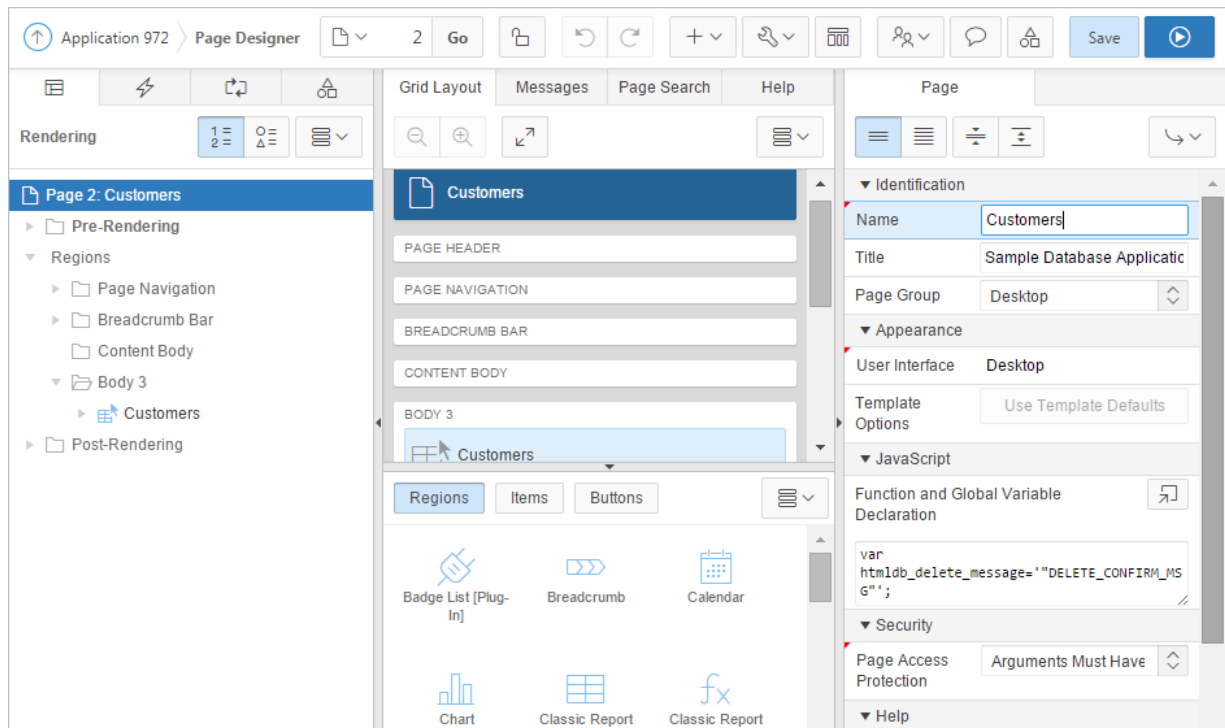 Application 972
Page Designer
2
Go
Save
Rendering
Page 2: Customers
Pre-Rendering
Regions
Page Navigation
Breadcrumb Bar
Content Body
Body 3
Customers
Post-Rendering
Grid Layout
Messages
Page Search
Help
Customers
PAGE HEADER
PAGE NAVIGATION
BREADCRUMB BAR
CONTENT BODY
BODY 3
Customers
Regions
Items
Buttons
Badge List [Plug-
In]
Breadcrumb
Calendar
Chart
Classic Report
Classic Report
Page
Identification
Name
Customers
Title
Sample Database Applicatic
Page Group
Desktop
Appearance
User Interface
Desktop
Template
Options
Use Template Defaults
JavaScript
Function and Global Variable
Declaration
var
htmldb_delete_message='"DELETE_CONFIRM_MS
G"';
Security
Page Access
Protection
Arguments Must Have
Help